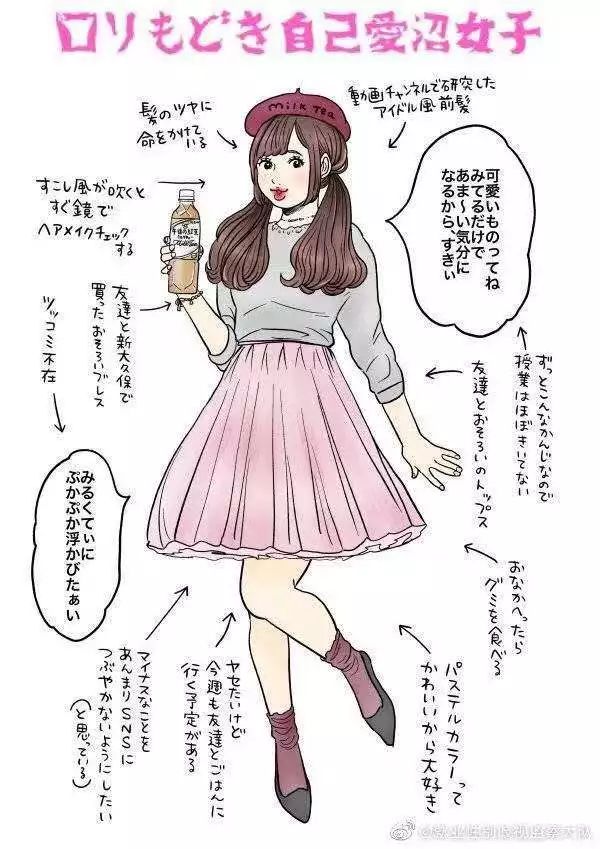 ロリもどき自己愛沼女子
髪のツヤに
命をかけて
いる
動画チャンネルで研究した
アイドル風前髪
milk Tea
すこし風が吹くと
すぐ鏡で
ヘアメイクチェック
する
午後の紅茶
可愛いものってね
みてるだけで
あま〜い気分に
なるから、すきぃ
友達と新大久保で
買ったおそろいブレス
ツッコミ不在
ずっとこんなかんじなので
授業はほぼきいてない
友達とおそろいのトップス
みるくてぃに
ぷかぷか浮かびたぁい
おなかへったら
グミを食べる
マイナスなことを
あんまりSNSに
つぶやかないようにしたい
(と思っている)
ヤセたいけど
今週も友達とごはんに
行く予定がある
パステルカラーって
かわいいから大好き